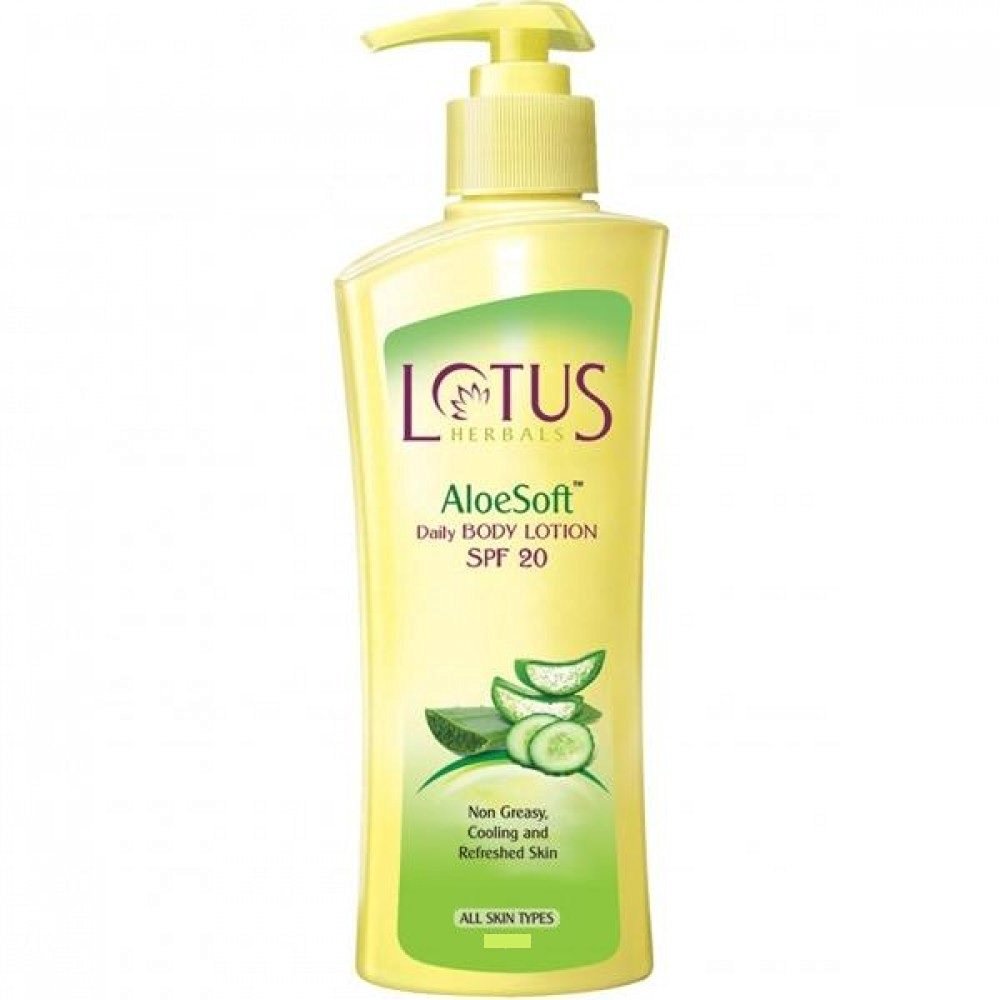 LOTUS
HERBALS
AloeSoft™
Daily BODY LOTION
SPF 20
Non Greasy,
Cooling and
Refreshed Skin
ALL SKIN TYPES